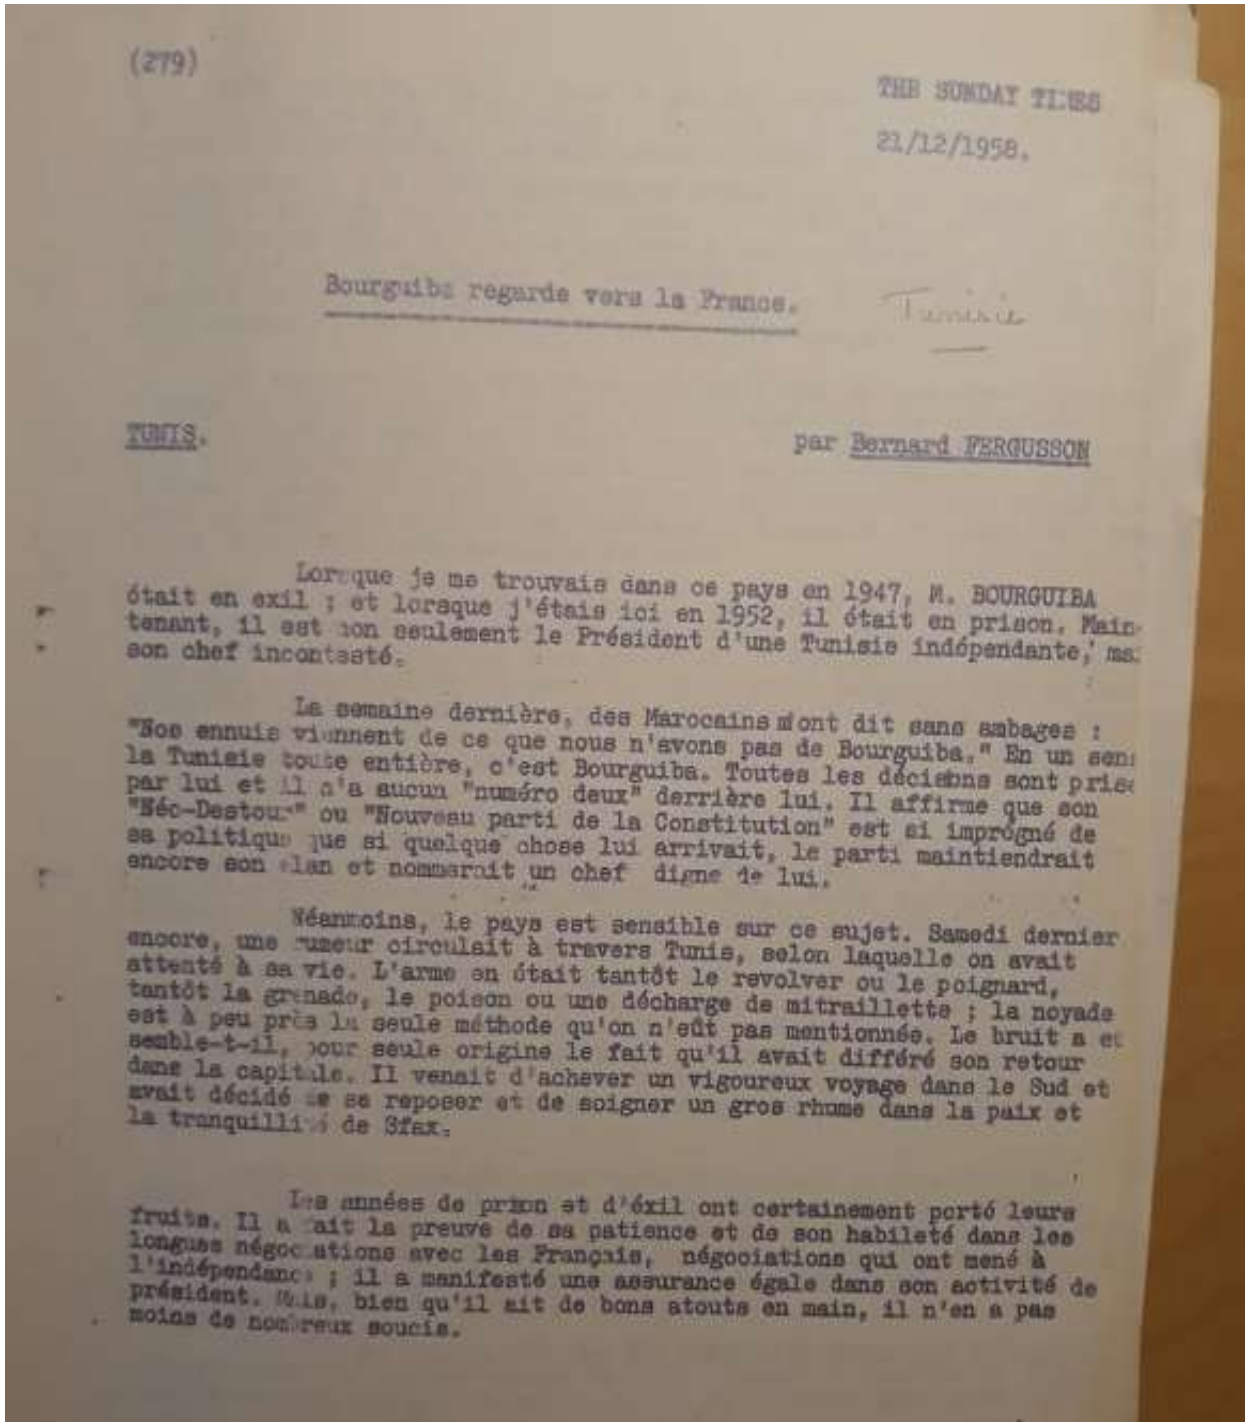 (279)
THE SUNDAY TIMES
21/12/1958.
Bourguiba regarde vers la France.
Tunisie
TUNIS.
par Bernard FERGUSSON
Lorsque je me trouvais dans ce pays en 1947, M. BOURGUIBA
était en exil ; et lorsque j'étais ici en 1952, il était en prison. Main-
tenant, il est non seulement le Président d'une Tunisie indépendante, mai
son chef incontesté.
La semaine dernière, des Marocains m'ont dit sans ambages :
"Nos ennuis viennent de ce que nous n'avons pas de Bourguiba." En un sens
la Tunisie toute entière, c'est Bourguiba. Toutes les décisbns sont prise
par lui et il n'a aucun "numéro deux" derrière lui. Il affirme que son
"Néo-Destour" ou "Nouveau parti de la Constitution" est si imprégné de
sa politique que si quelque chose lui arrivait, le parti maintiendrait
encore son élan et nommerait un chef digne de lui.
Néanmoins, le pays est sensible sur ce sujet. Samedi dernier
encore, une rumeur circulait à travers Tunis, selon laquelle on avait
attenté à sa vie. L'arme en était tantôt le revolver ou le poignard,
tantôt la grenade, le poison ou une décharge de mitraillette ; la noyade
est à peu près la seule méthode qu'on n'eût pas mentionnée. Le bruit a eu
semble-t-il, pour seule origine le fait qu'il avait différé son retour
dans la capitale. Il venait d'achever un vigoureux voyage dans le Sud et
avait décidé de se reposer et de soigner un gros rhume dans la paix et
la tranquillité de Sfax.
Les années de prion et d'éxil ont certainement porté leurs
fruits. Il a fait la preuve de sa patience et de son habileté dans les
longues négociations avec les Français, négociations qui ont mené à
l'indépendance ; il a manifesté une assurance égale dans son activité de
président. Mais, bien qu'il ait de bons atouts en main, il n'en a pas
moins de nombreux soucis.